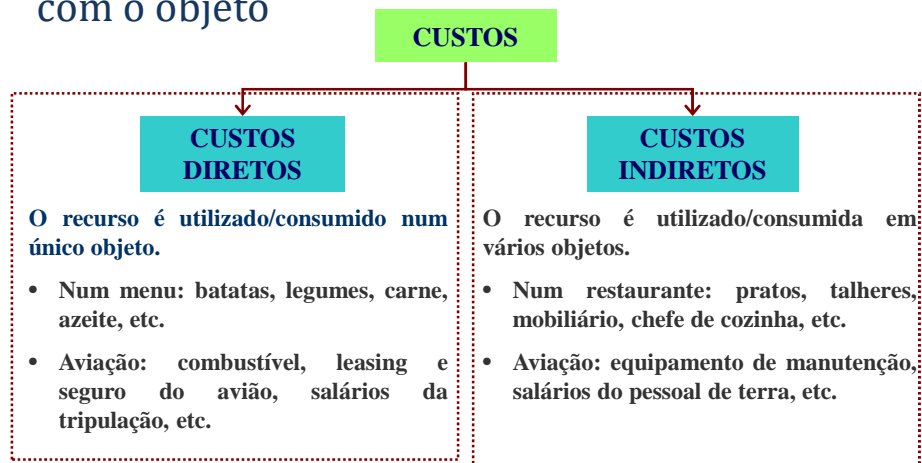 com o objeto
CUSTOS
CUSTOS
DIRETOS
O recurso é utilizado/consumido num
único objeto.
• Num menu: batatas, legumes, carne,
azeite, etc.
• Aviação: combustível, leasing e
seguro do avião, salários da
tripulação, etc.
CUSTOS
INDIRETOS
O recurso é utilizado/consumida em
vários objetos.
• Num restaurante: pratos, talheres,
mobiliário, chefe de cozinha, etc.
• Aviação: equipamento de manutenção,
salários do pessoal de terra, etc.